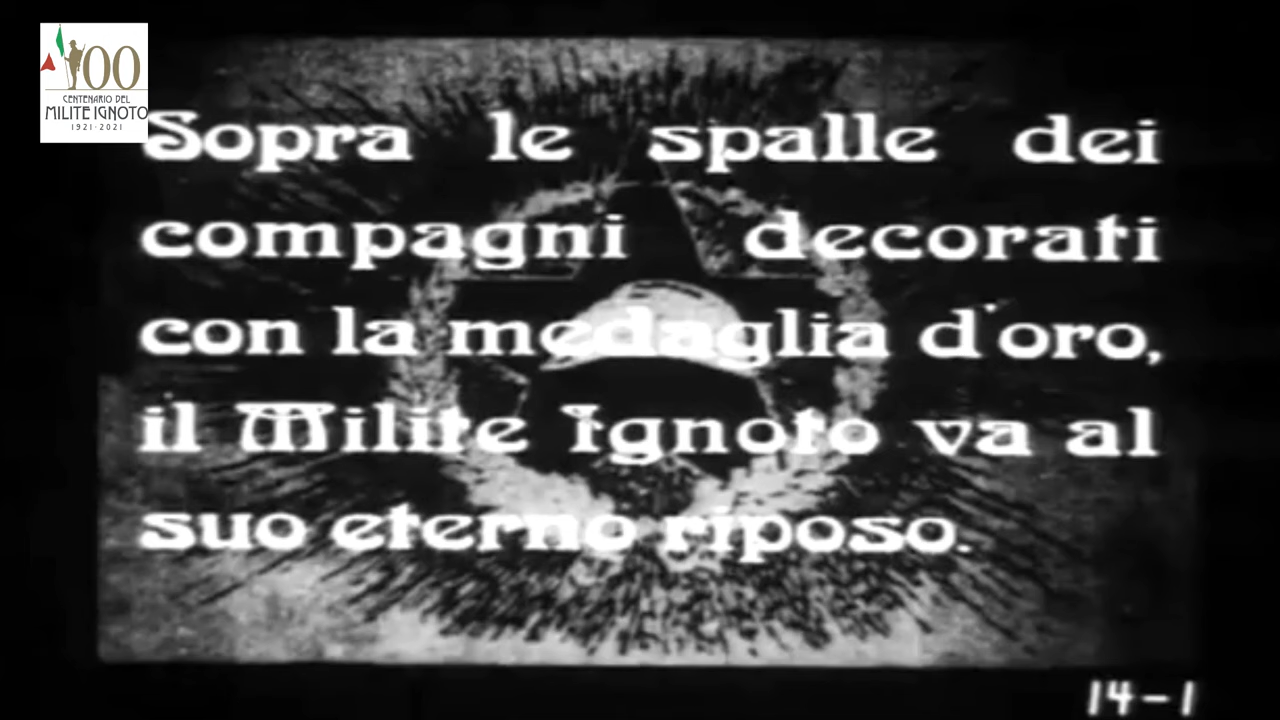 100
CENTENARIO DEL
MILITE IGNOTO
1921-2021
Sopra le spalle dei
compagni decorati
con la medaglia d'oro,
il Milite Ignoto va al
suo eterno riposo.
14-1